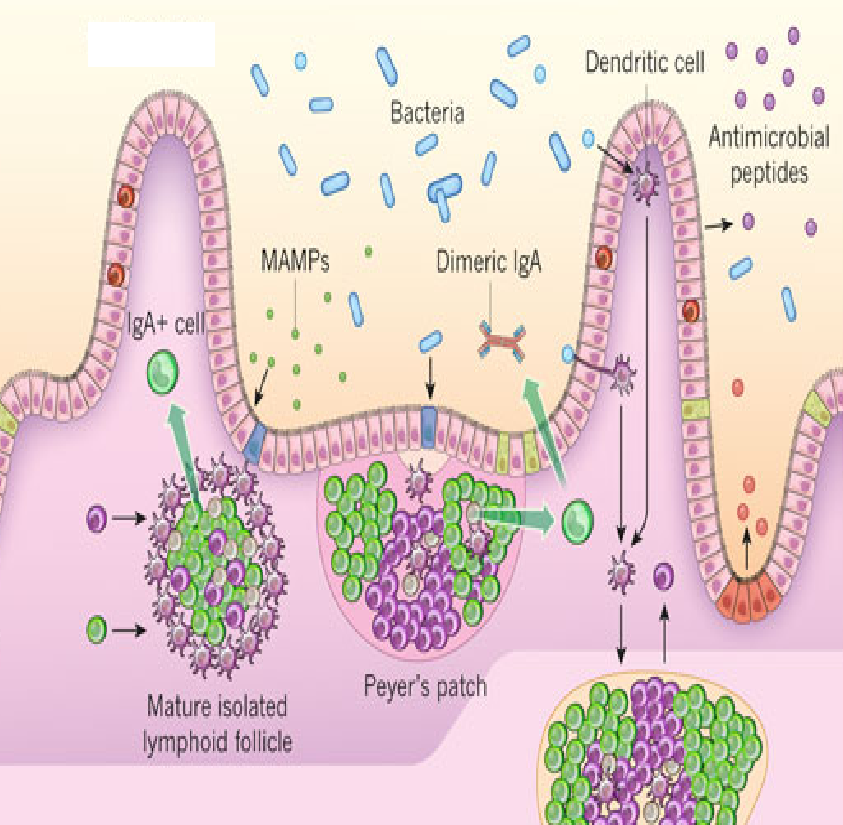 Dendritic cell
Bacteria
Antimicrobial
peptides
MAMPs
Dimeric IgA
IgA+ cell
Peyer's patch
Mature isolated
lymphoid follicle